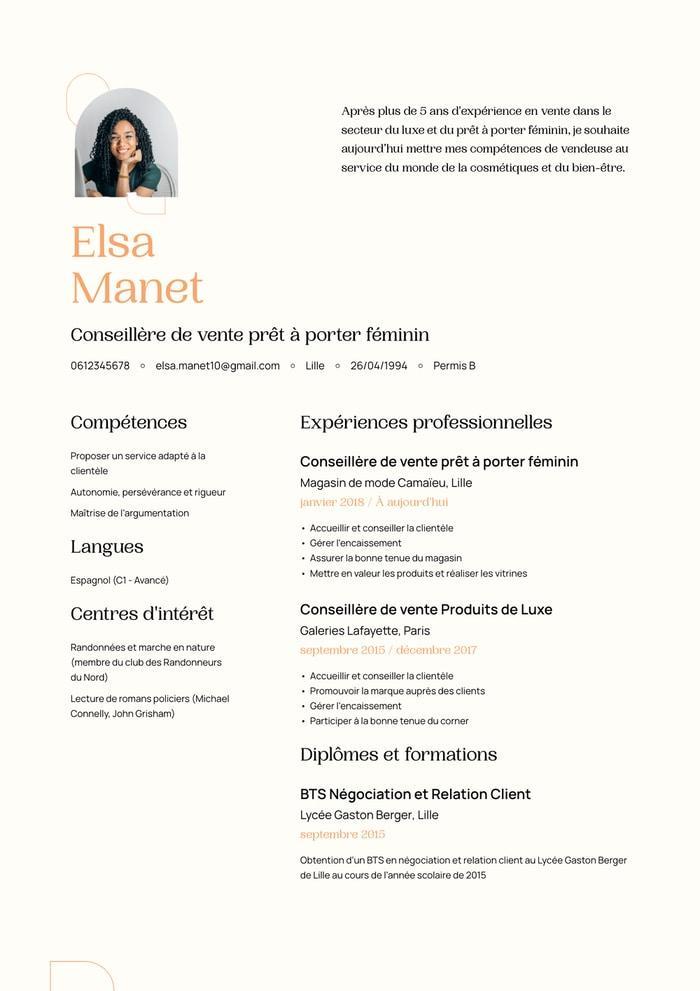 Après plus de 5 ans d'expérience en vente dans le
secteur du luxe et du prêt à porter féminin, je souhaite
aujourd'hui mettre mes compétences de vendeuse au
service du monde de la cosmétiques et du bien-être.
Elsa
Manet
Conseillère de vente prêt à porter féminin
0612345678 ○ elsa.manet10@gmail.com ○ Lille ○ 26/04/1994 ○ Permis B
Compétences
Proposer un service adapté à la
clientèle
Autonomie, persévérance et rigueur
Maîtrise de l'argumentation
Langues
Espagnol (C1 - Avancé)
Centres d'intérêt
Randonnées et marche en nature
(membre du club des Randonneurs
du Nord)
Lecture de romans policiers (Michael
Connelly, John Grisham)
Expériences professionnelles
Conseillère de vente prêt à porter féminin
Magasin de mode Camaïeu, Lille
janvier 2018 / À aujourd'hui
• Accueillir et conseiller la clientèle
• Gérer l'encaissement
• Assurer la bonne tenue du magasin
• Mettre en valeur les produits et réaliser les vitrines
Conseillère de vente Produits de Luxe
Galeries Lafayette, Paris
septembre 2015 / décembre 2017
• Accueillir et conseiller la clientèle
• Promouvoir la marque auprès des clients
• Gérer l'encaissement
• Participer à la bonne tenue du corner
Diplômes et formations
BTS Négociation et Relation Client
Lycée Gaston Berger, Lille
septembre 2015
Obtention d'un BTS en négociation et relation client au Lycée Gaston Berger
de Lille au cours de l'année scolaire de 2015